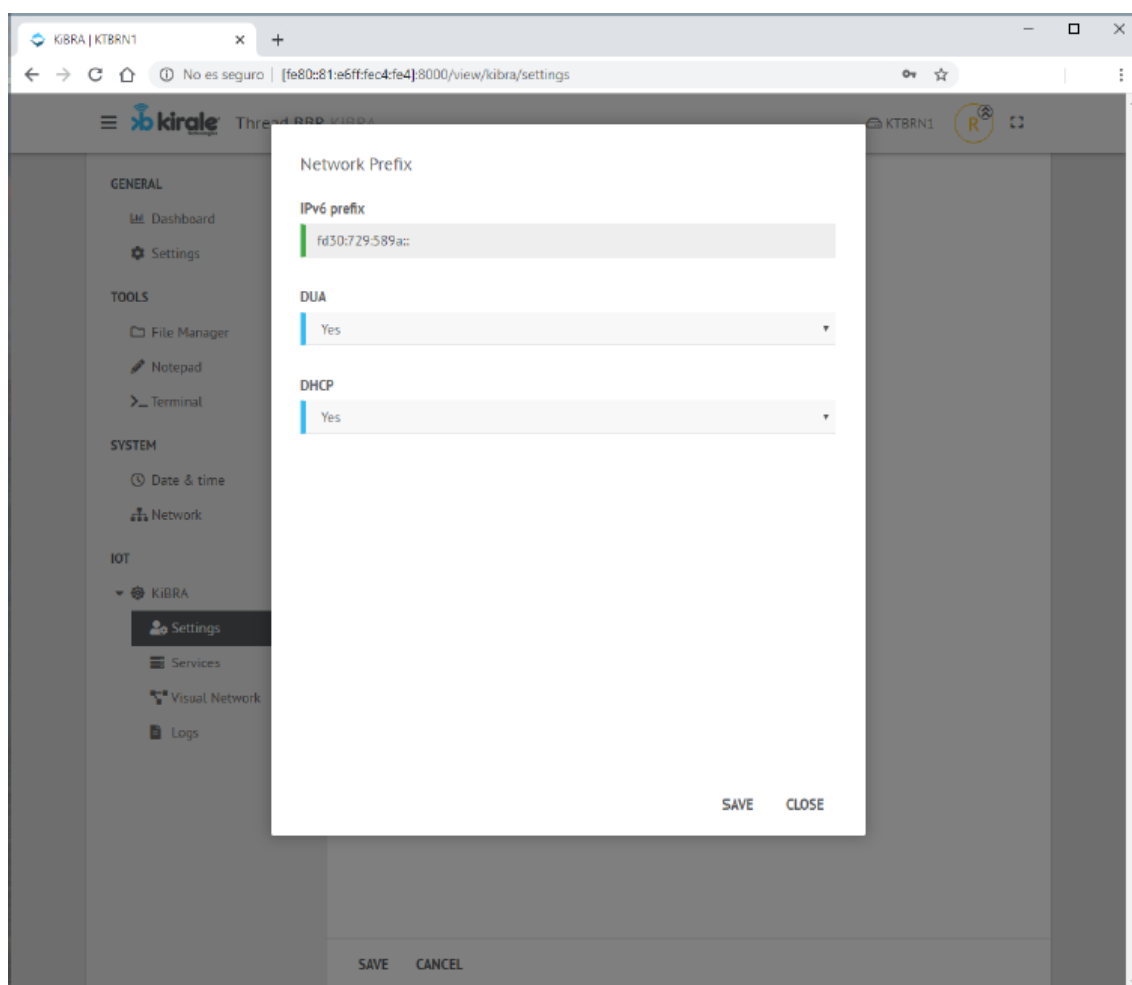 KiBRA | KTBRN1
No es seguro | [fe80::81:e6ff:fec4:fe4]:8000/view/kibra/settings
kirale Thread BBR KiBRA KTBRN1 R
GENERAL
Dashboard
Settings
TOOLS
File Manager
Notepad
Terminal
SYSTEM
Date & time
Network
IOT
KiBRA
Settings
Services
Visual Network
Logs
Network Prefix
IPv6 prefix
fd30:729:589a::
DUA
Yes
DHCP
Yes
SAVE CLOSE
SAVE CANCEL